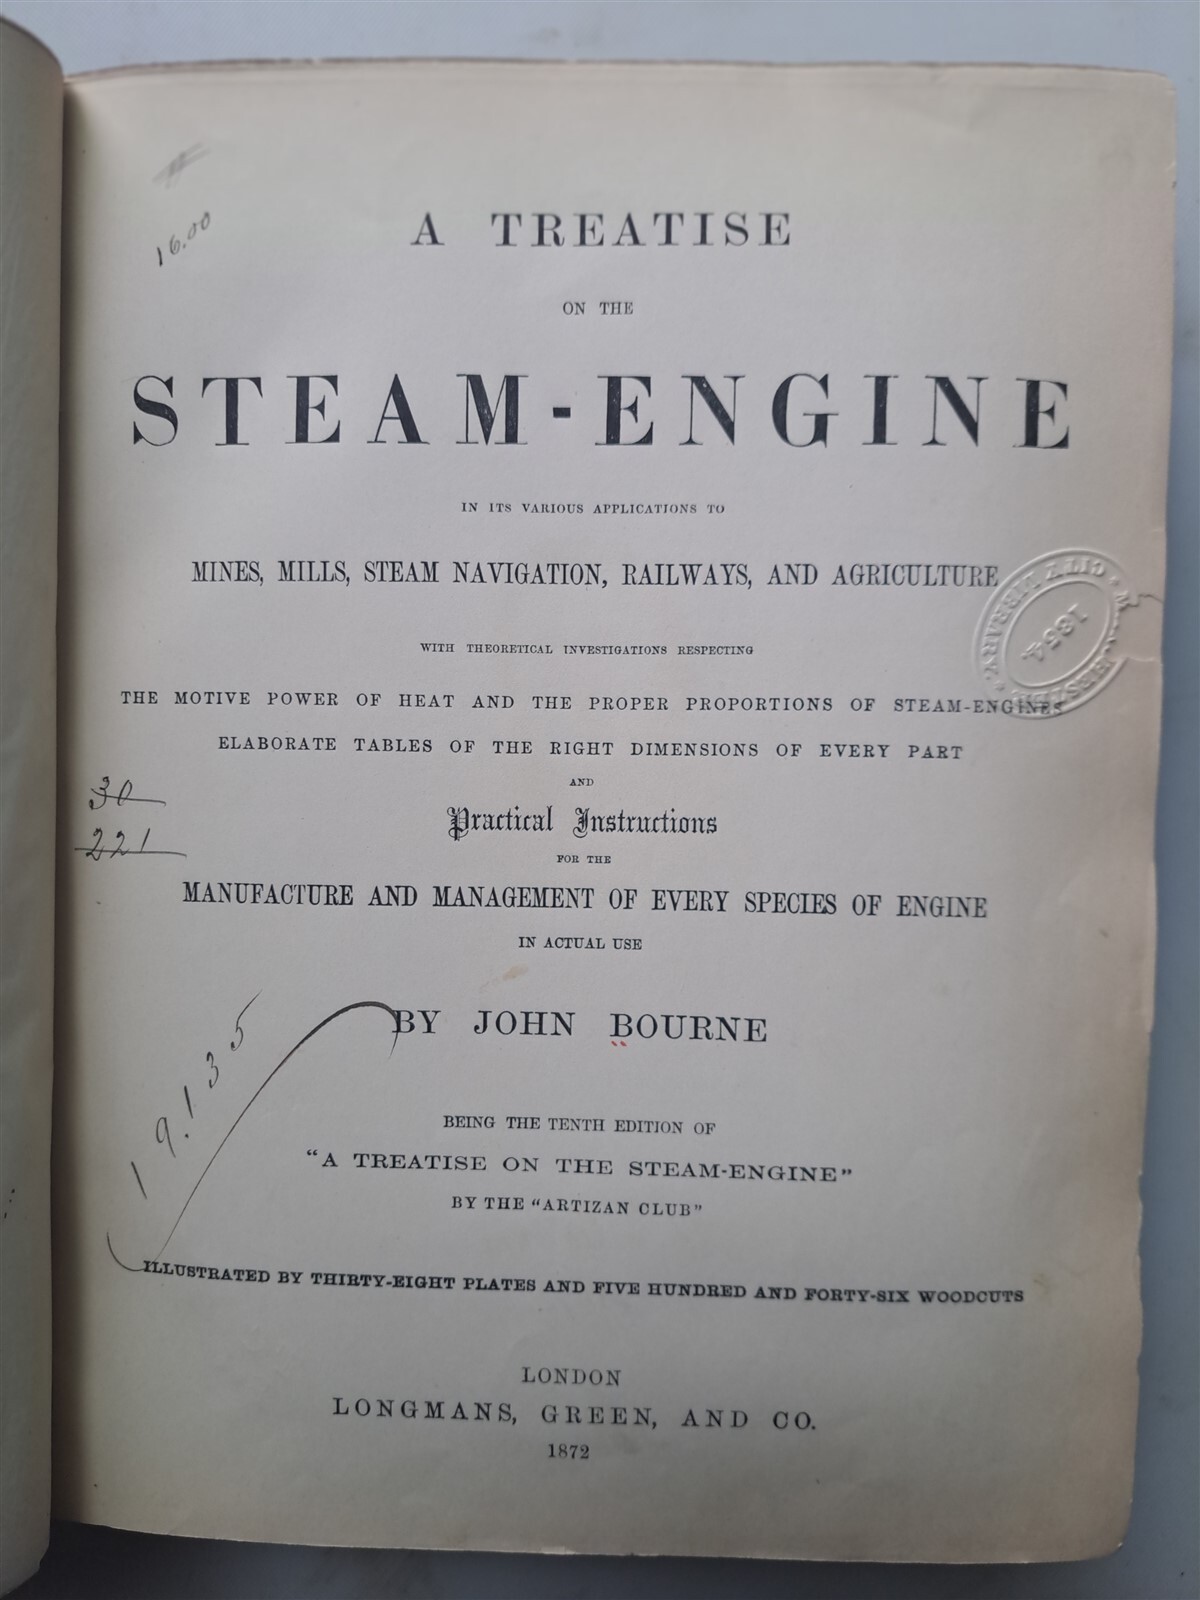 16.00
A TREATISE
ON THE
STEAM-ENGINE
IN ITS VARIOUS APPLICATIONS TO
MINES, MILLS, STEAM NAVIGATION, RAILWAYS, AND AGRICULTURE
CITY LIBRARY
1854.
WITH THEORETICAL INVESTIGATIONS RESPECTING
THE MOTIVE POWER OF HEAT AND THE PROPER PROPORTIONS OF STEAM-ENGINES
ELABORATE TABLES OF THE RIGHT DIMENSIONS OF EVERY PART
AND
30
Practical Instructions
221
FOR THE
MANUFACTURE AND MANAGEMENT OF EVERY SPECIES OF ENGINE
IN ACTUAL USE
BY JOHN BOURNE
19135
BEING THE TENTH EDITION OF
"A TREATISE ON THE STEAM-ENGINE"
BY THE "ARTIZAN CLUB"
ILLUSTRATED BY THIRTY-EIGHT PLATES AND FIVE HUNDRED AND FORTY-SIX WOODCUTS
LONDON
LONGMANS, GREEN, AND CO.
1872